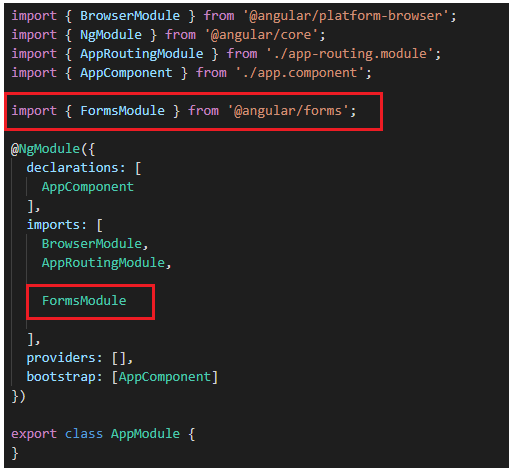 import { BrowserModule } from '@angular/platform-browser';
import { NgModule } from '@angular/core';
import { AppRoutingModule } from './app-routing.module';
import { AppComponent } from './app.component';
import { FormsModule } from '@angular/forms';
@NgModule({
declarations: [
AppComponent
],
imports: [
BrowserModule,
AppRoutingModule,
FormsModule
],
providers: [],
bootstrap: [AppComponent]
})
export class AppModule {
}